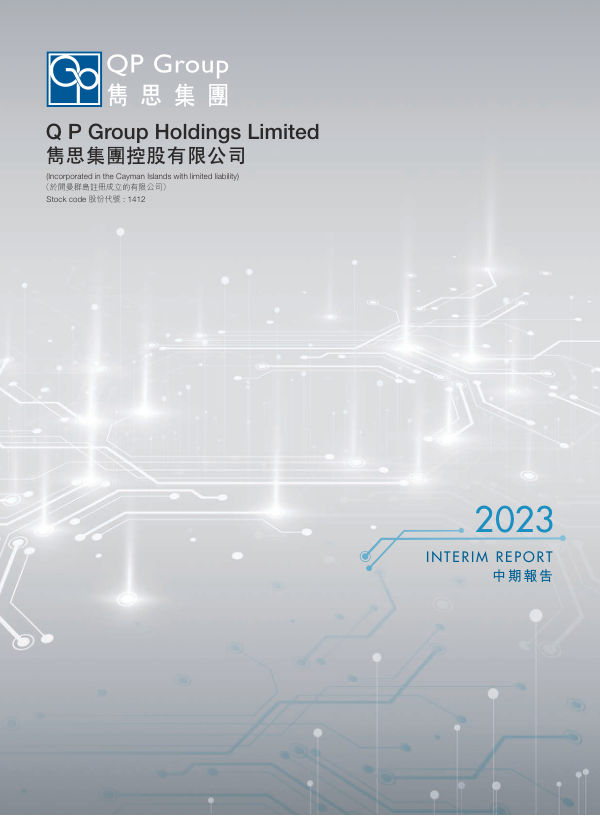 QP Group
雋思集團
Q P Group Holdings Limited
雋思集團控股有限公司
(Incorporated in the Cayman Islands with limited liability)
（於開曼群島註冊成立的有限公司）
Stock code 股份代號 : 1412
2023
INTERIM REPORT
中期報告